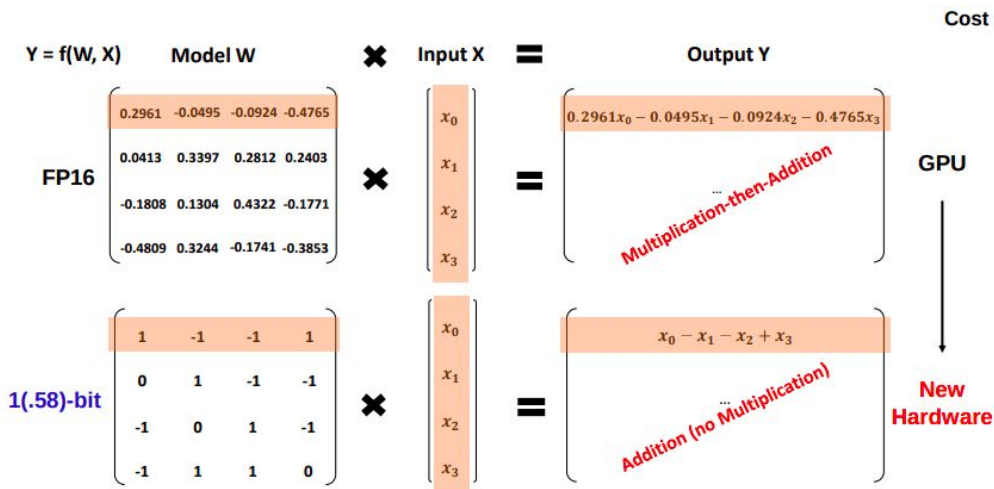 Cost
Y = f(W, X) Model W ✖ Input X = Output Y
FP16
0.2961 -0.0495 -0.0924 -0.4765
0.0413 0.3397 0.2812 0.2403
-0.1808 0.1304 0.4322 -0.1771
-0.4809 0.3244 -0.1741 -0.3853
✖
x₀
x₁
x₂
x₃
=
0.2961x₀ − 0.0495x₁ − 0.0924x₂ − 0.4765x₃
...
Multiplication-then-Addition
GPU
1(.58)-bit
1 -1 -1 1
0 1 -1 -1
-1 0 1 -1
-1 1 1 0
✖
x₀
x₁
x₂
x₃
=
x₀ − x₁ − x₂ + x₃
...
Addition (no Multiplication)
New
Hardware